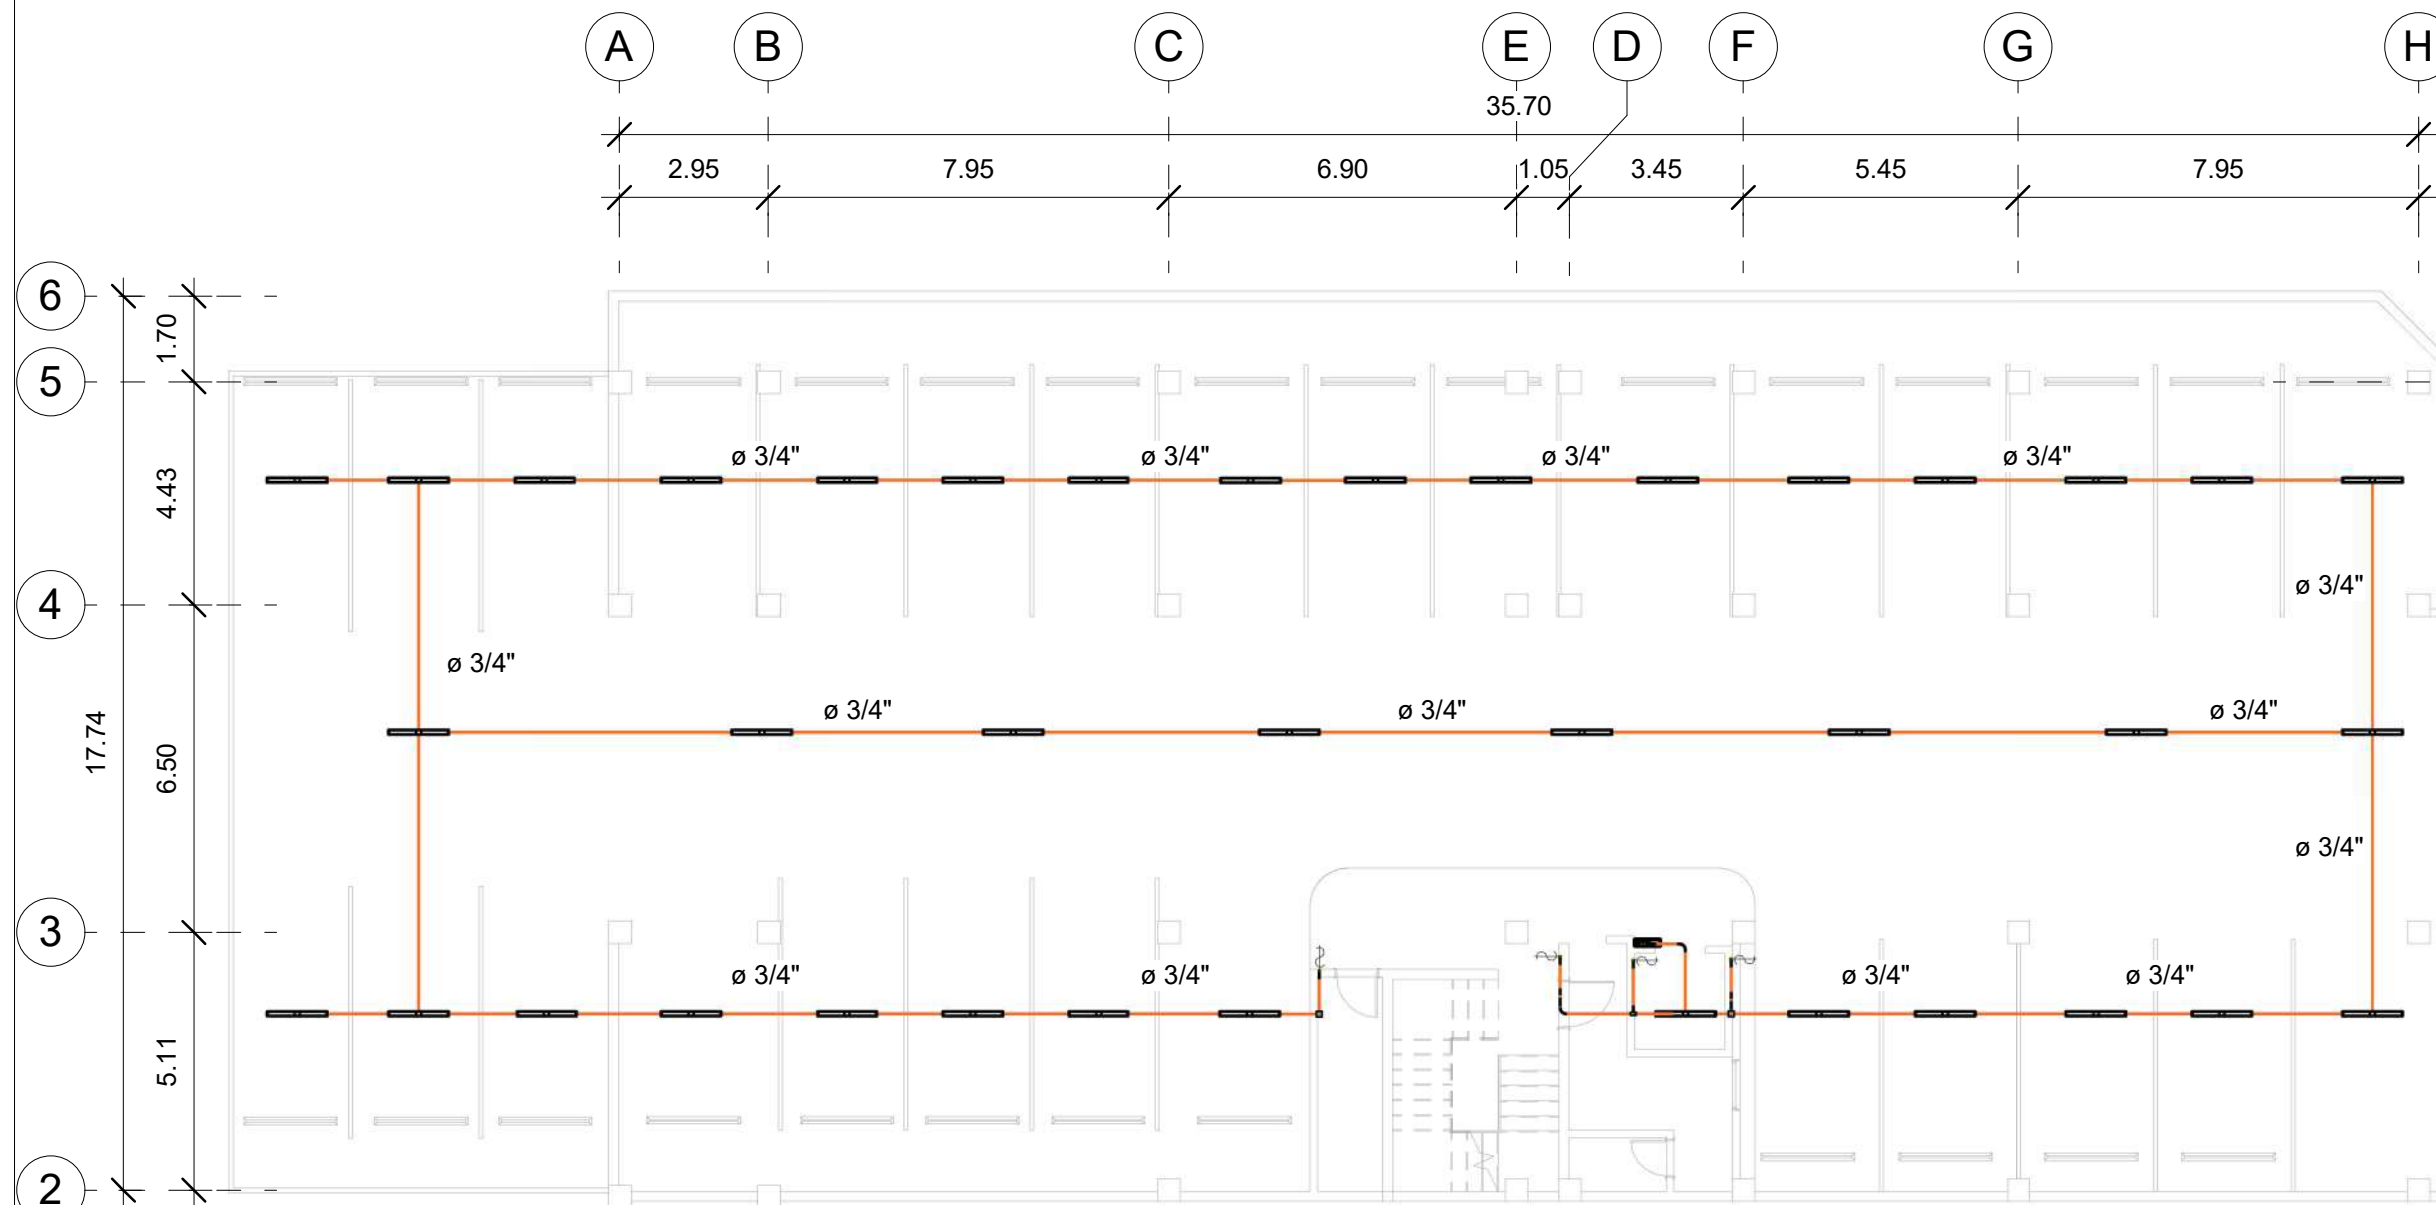 A B C E D F G H
35.70
2.95 7.95 6.90 1.05 3.45 5.45 7.95
6
1.70
5
ø 3/4" ø 3/4" ø 3/4" ø 3/4"
4.43
ø 3/4"
4
ø 3/4"
ø 3/4" ø 3/4" ø 3/4"
17.74
6.50
ø 3/4"
3
ø 3/4" ø 3/4" ø 3/4" ø 3/4"
5.11
2